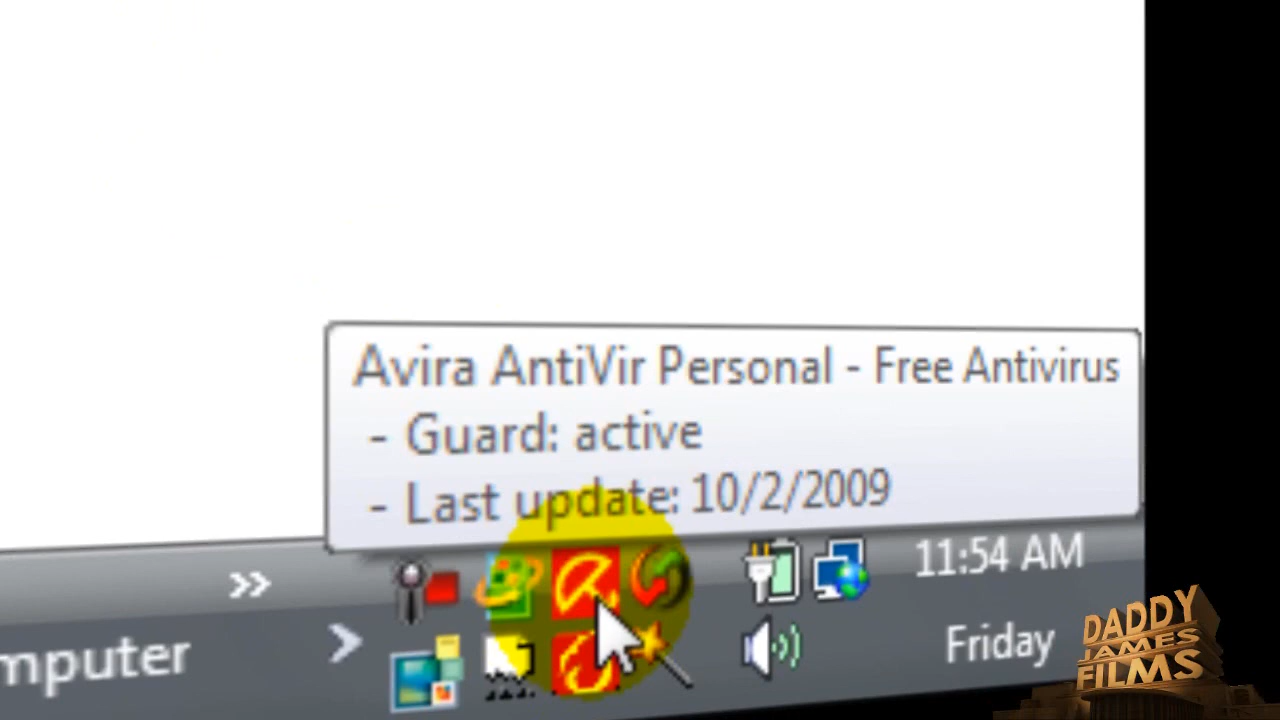 Avira AntiVir Personal - Free Antivirus
- Guard: active
- Last update: 10/2/2009
11:54 AM
mputer
Friday
DADDY
JAMES
FILMS